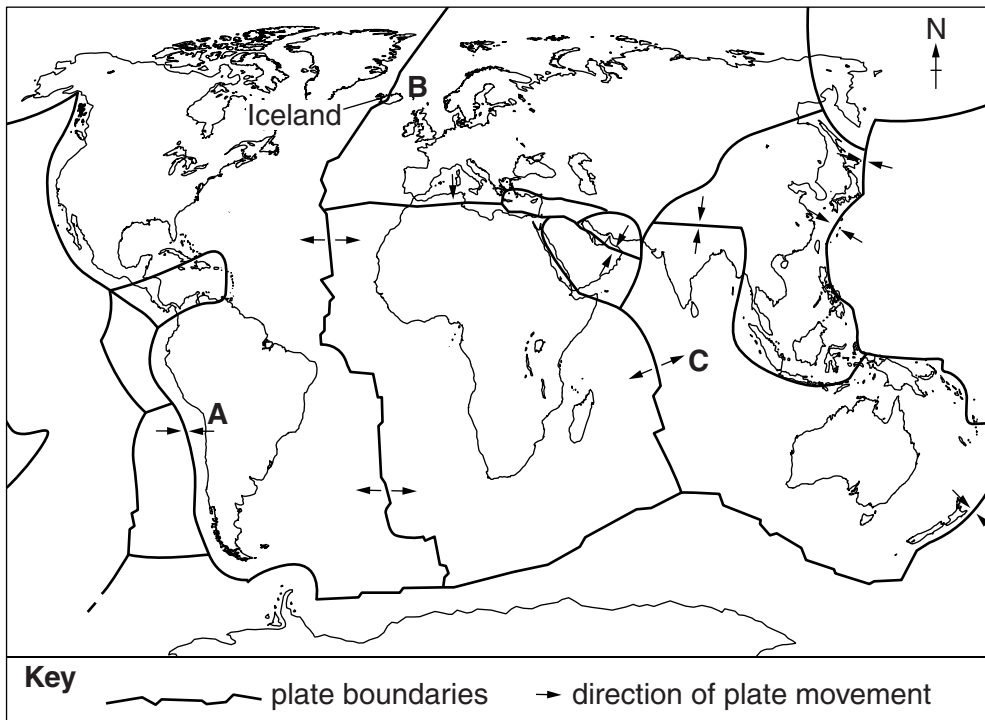 N
B
Iceland
C
A
Key
plate boundaries
direction of plate movement